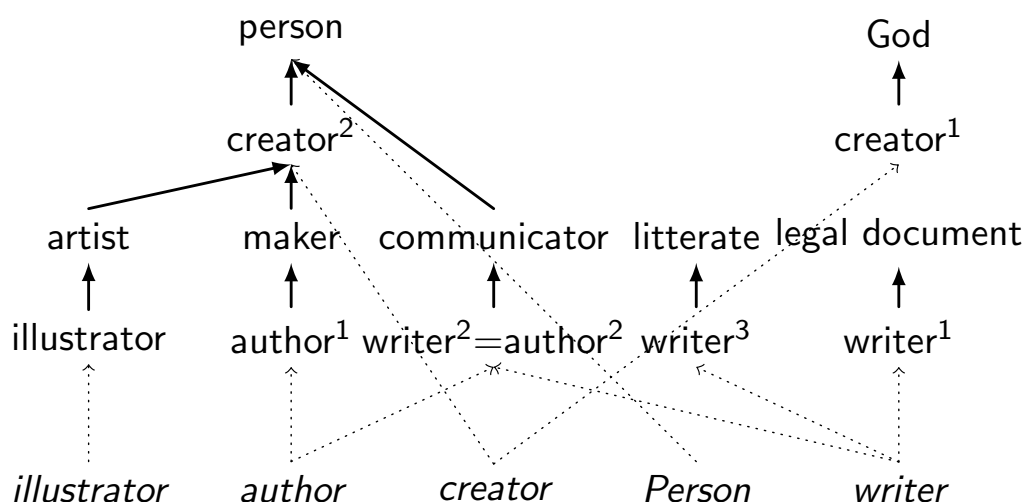 person God
creator² creator¹
artist maker communicator litterate legal document
illustrator author¹ writer²=author² writer³ writer¹
illustrator author creator Person writer